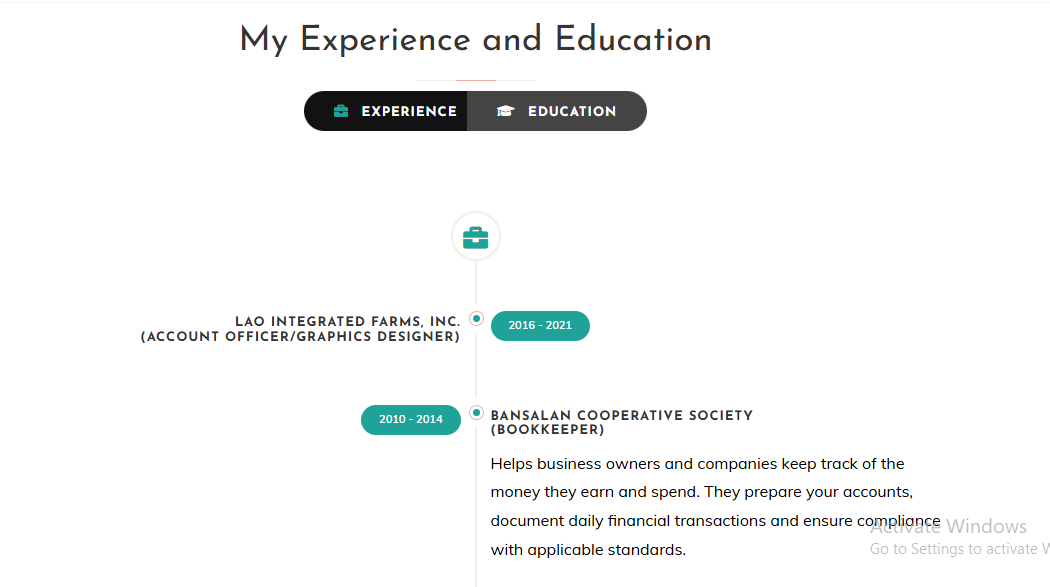 My Experience and Education
EXPERIENCE
EDUCATION
LAO INTEGRATED FARMS, INC.
(ACCOUNT OFFICER/GRAPHICS DESIGNER)
2016 - 2021
2010 - 2014
BANSALAN COOPERATIVE SOCIETY
(BOOKKEEPER)
Helps business owners and companies keep track of the
money they earn and spend. They prepare your accounts,
document daily financial transactions and ensure compliance
with applicable standards.
Activate Windows
Go to Settings to activate W